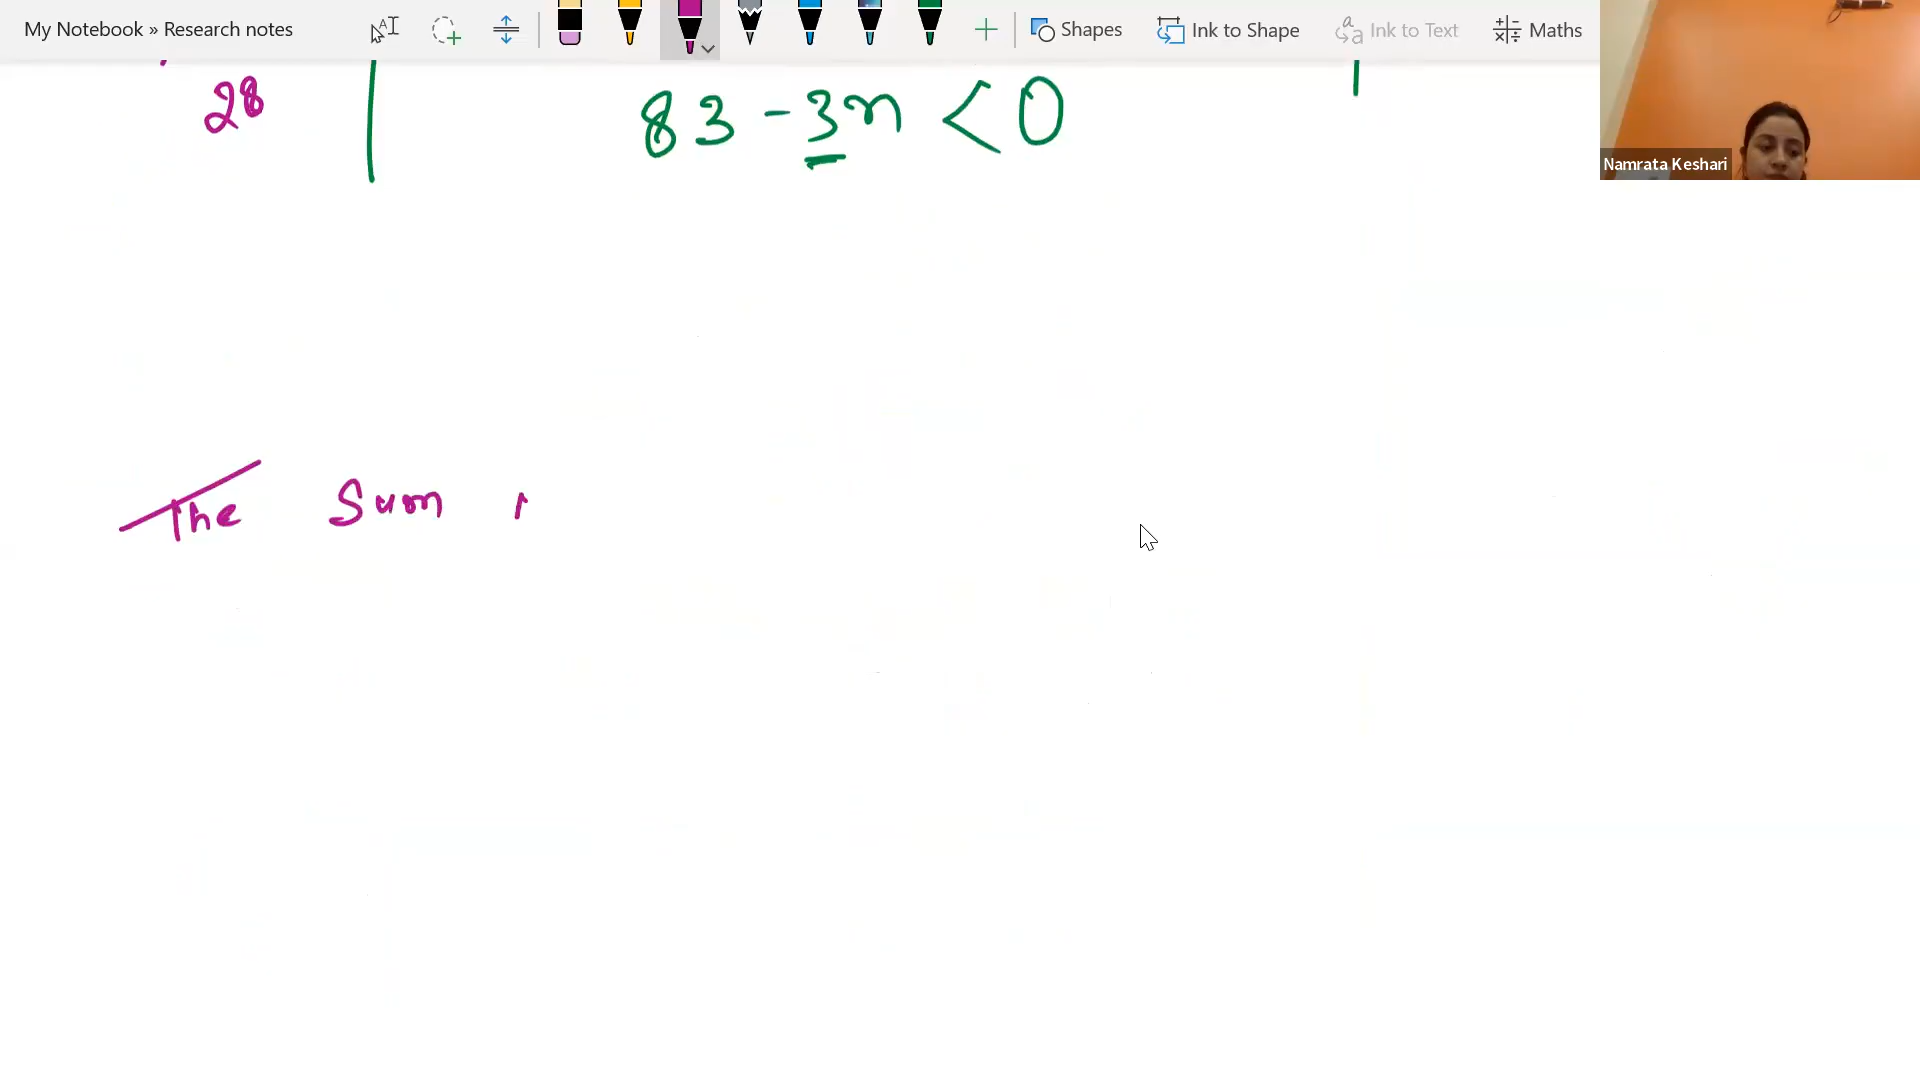 My Notebook » Research notes
Shapes
Ink to Shape
Ink to Text
Maths
Namrata Keshari
28
83 - 3n < 0
The Sum